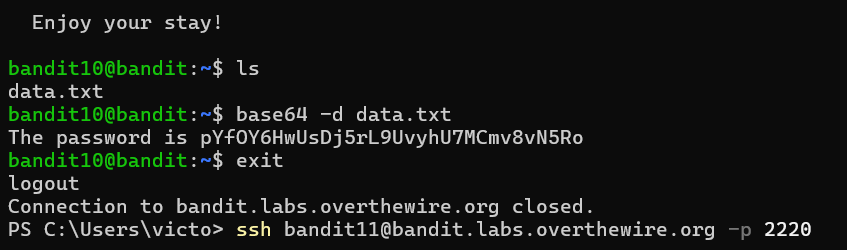 Enjoy your stay!
bandit10@bandit:~$ ls
data.txt
bandit10@bandit:~$ base64 -d data.txt
The password is pYfOY6HwUsDj5rL9UvyhU7MCmv8vN5Ro
bandit10@bandit:~$ exit
logout
Connection to bandit.labs.overthewire.org closed.
PS C:\Users\victo> ssh bandit11@bandit.labs.overthewire.org -p 2220